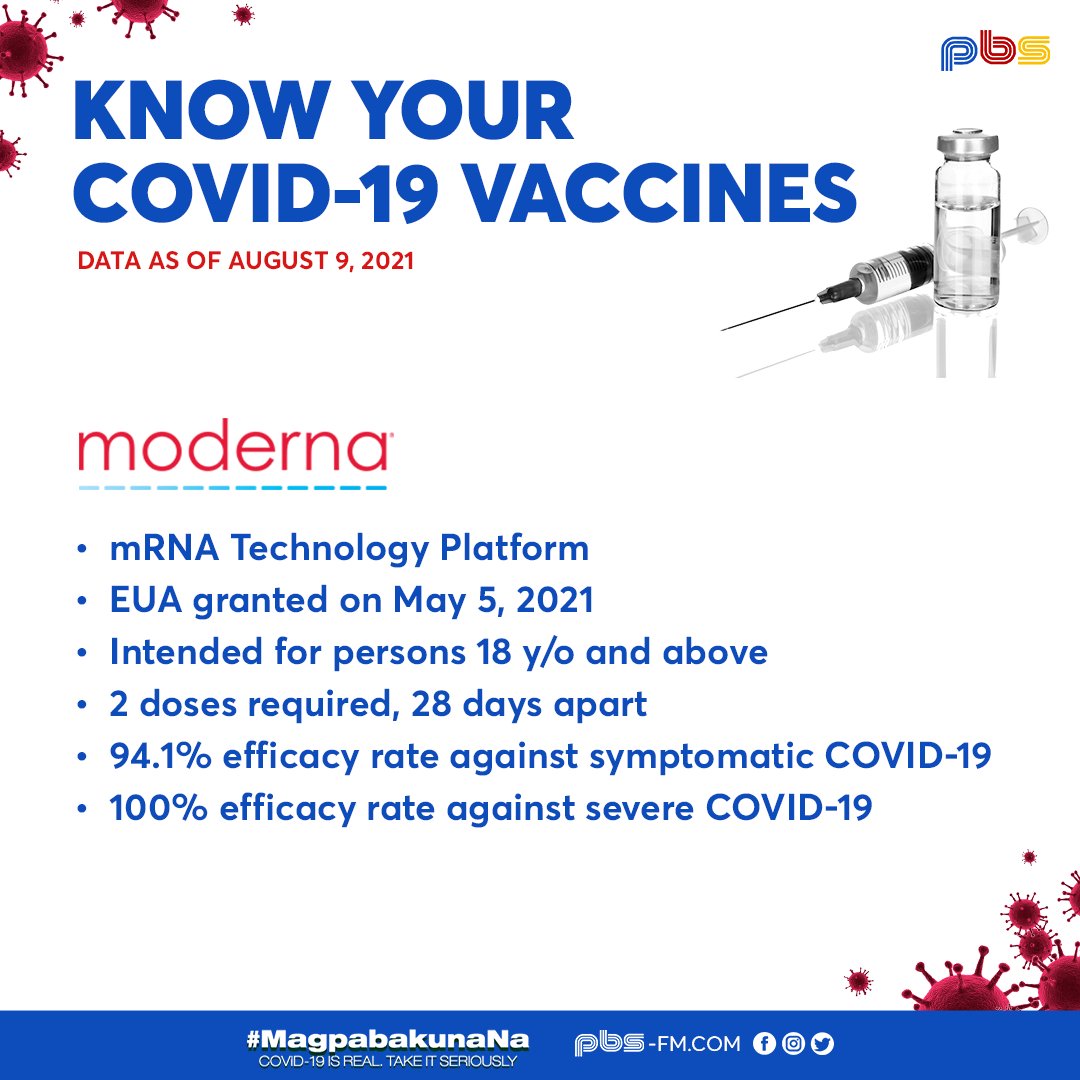 pbs
KNOW YOUR
COVID-19 VACCINES
DATA AS OF AUGUST 9, 2021
moderna
• mRNA Technology Platform
• EUA granted on May 5, 2021
• Intended for persons 18 y/o and above
• 2 doses required, 28 days apart
• 94.1% efficacy rate against symptomatic COVID-19
• 100% efficacy rate against severe COVID-19
#MagpabakunaNa
COVID-19 IS REAL. TAKE IT SERIOUSLY
pbs-FM.COM